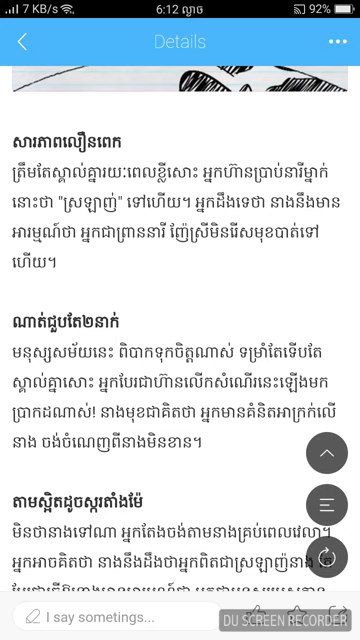 7 KB/s 6:12 ល្ងាច 92%
Details
សារភាពលឿនពេក
ត្រឹមតែស្គាល់គ្នារយៈពេលខ្លីសោះ អ្នកហ៊ានប្រាប់នារីម្នាក់
នោះថា "ស្រឡាញ់" ទៅហើយ។ អ្នកដឹងទេថា នាងនឹងមាន
អារម្មណ៍ថា អ្នកជាព្រាននារី ញ៉ែស្រីមិនរើសមុខបាត់ទៅ
ហើយ។
ណាត់ជួបតែ២នាក់
មនុស្សសម័យនេះ ពិបាកទុកចិត្តណាស់ ទម្រាំតែទើបតែ
ស្គាល់គ្នាសោះ អ្នកបែរជាហ៊ានលើកសំណើរនេះឡើងមក
ប្រាកដណាស់! នាងមុខជាគិតថា អ្នកមានគំនិតអាក្រក់លើ
នាង ចង់ចំណេញពីនាងមិនខាន។
តាមស្អិតដូចស្ករតាំងម៉ែ
មិនថានាងទៅណា អ្នកតែងចង់តាមនាងគ្រប់ពេលវេលា។
អ្នកអាចគិតថា នាងនឹងដឹងថាអ្នកពិតជាស្រឡាញ់នាង
I say sometings...
DU SCREEN RECORDER